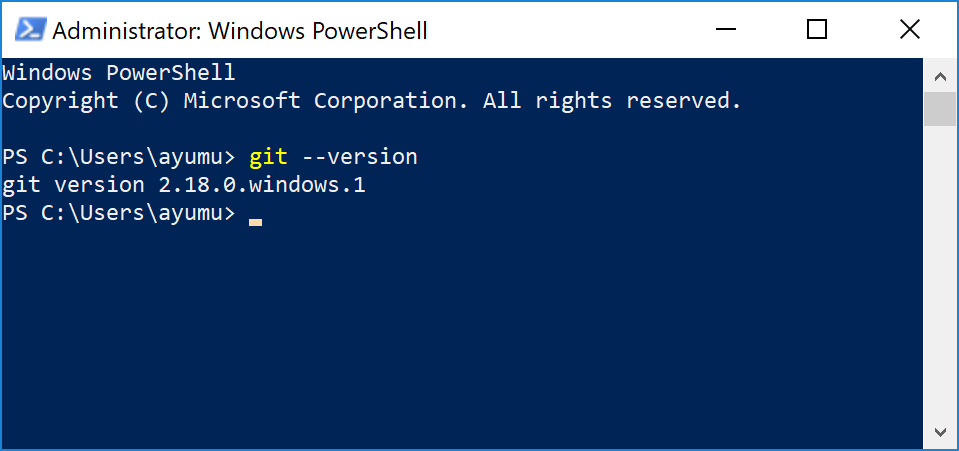 Administrator: Windows PowerShell
Windows PowerShell
Copyright (C) Microsoft Corporation. All rights reserved.
PS C:\Users\ayumu> git --version
git version 2.18.0.windows.1
PS C:\Users\ayumu>